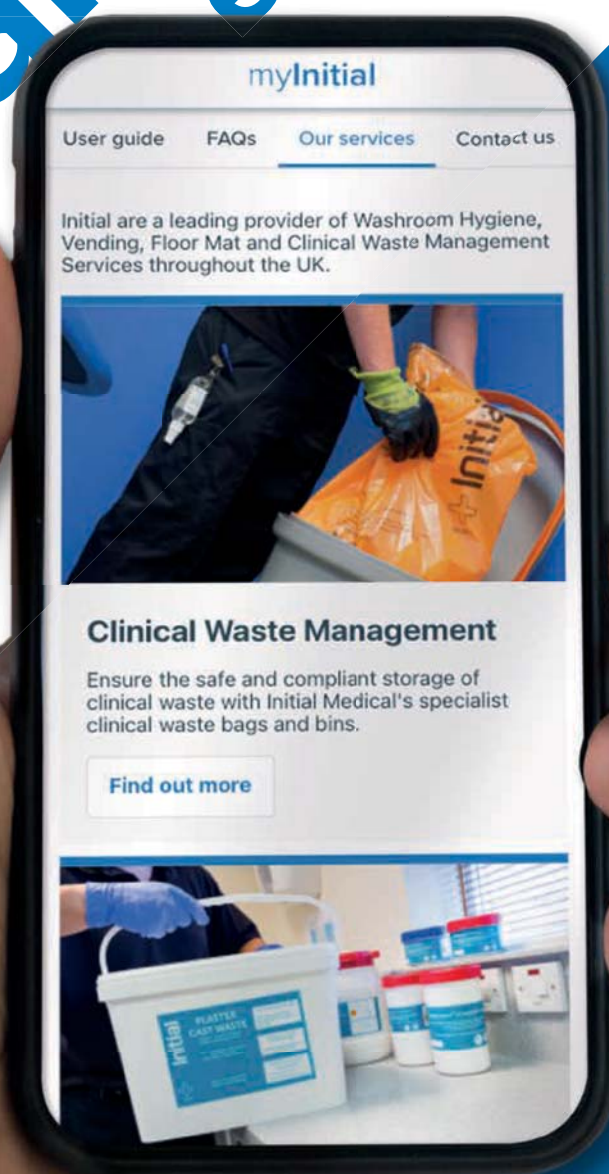 myInitial
User guide FAQs Our services Contact us
Initial are a leading provider of Washroom Hygiene,
Vending, Floor Mat and Clinical Waste Management
Services throughout the UK.
Initial
Clinical Waste Management
Ensure the safe and compliant storage of
clinical waste with Initial Medical's specialist
clinical waste bags and bins.
Find out more
Initial
PLASTER
CAST WASTE